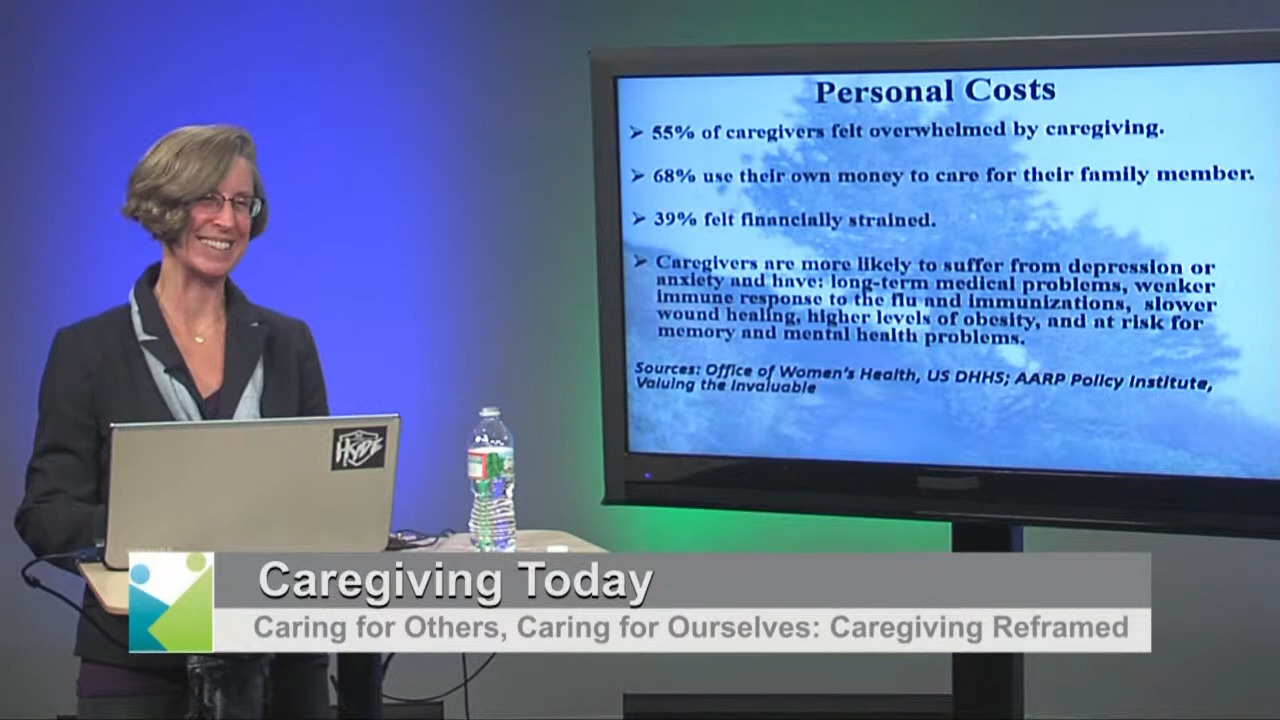 Personal Costs
➢ 55% of caregivers felt overwhelmed by caregiving.
➢ 68% use their own money to care for their family member.
➢ 39% felt financially strained.
➢ Caregivers are more likely to suffer from depression or
anxiety and have: long-term medical problems, weaker
immune response to the flu and immunizations, slower
wound healing, higher levels of obesity, and at risk for
memory and mental health problems.
Sources: Office of Women's Health, US DHHS; AARP Policy Institute,
Valuing the Invaluable
HYDE
Caregiving Today
Caring for Others, Caring for Ourselves: Caregiving Reframed